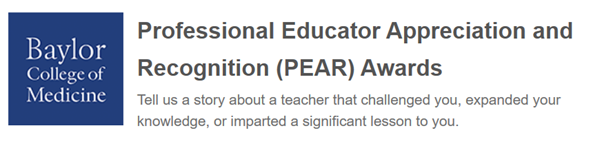 Baylor
College of
Medicine
Professional Educator Appreciation and
Recognition (PEAR) Awards
Tell us a story about a teacher that challenged you, expanded your
knowledge, or imparted a significant lesson to you.